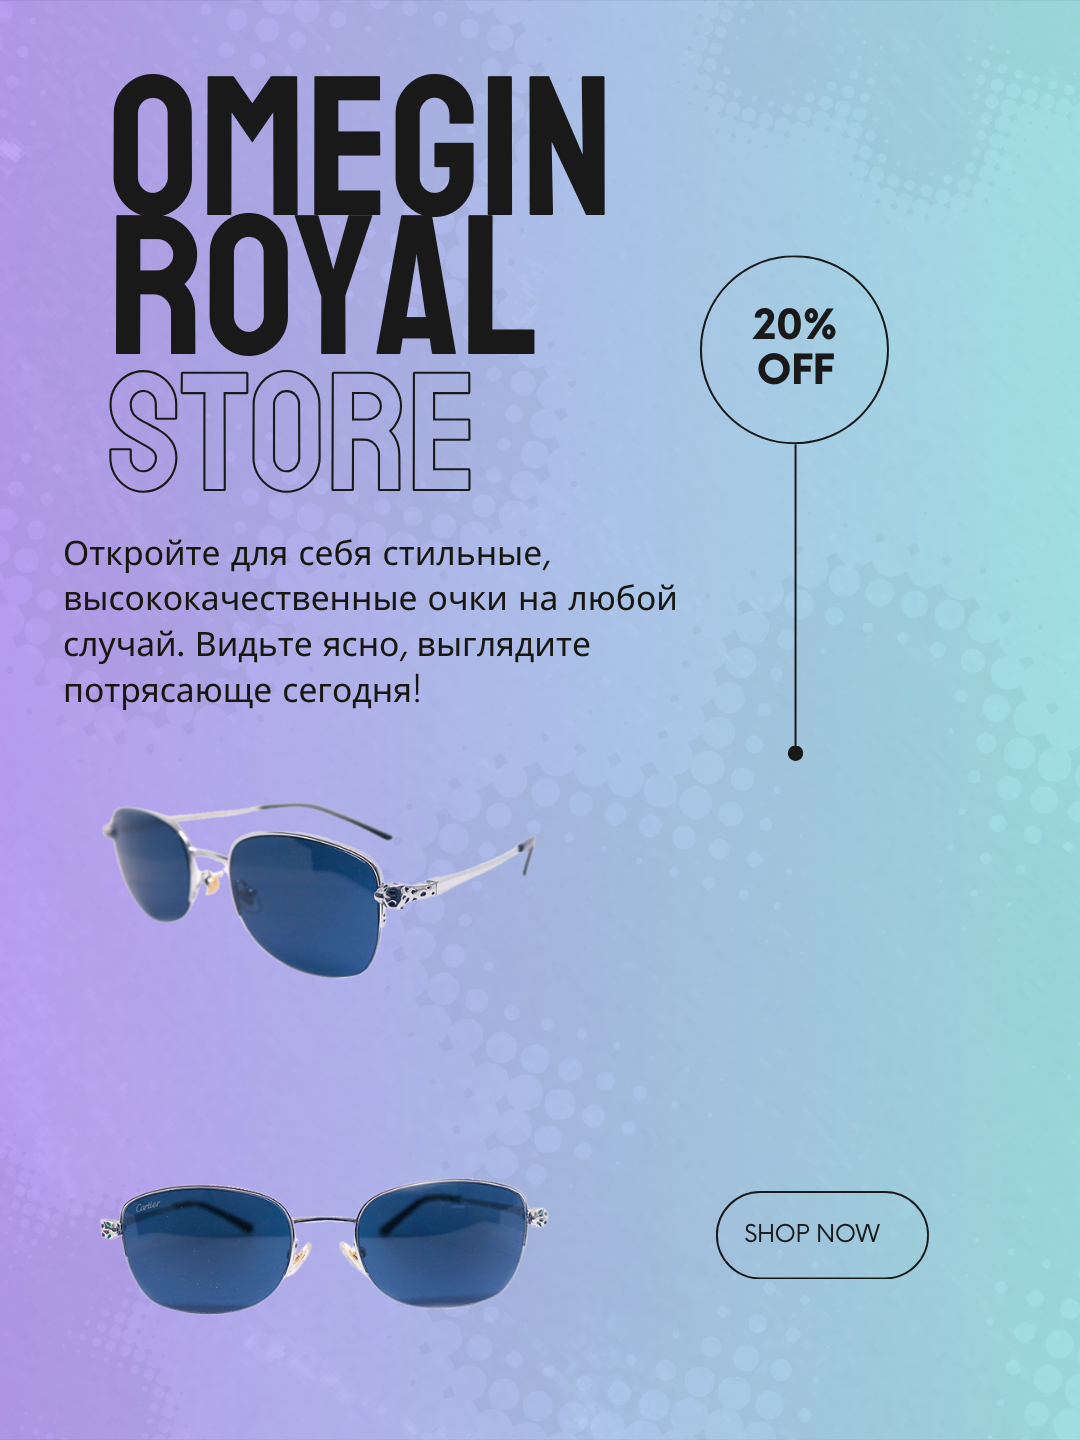 OMEGIN
ROYAL
STORE
20%
OFF
Откройте для себя стильные,
высококачественные очки на любой
случай. Видьте ясно, выглядите
потрясающе сегодня!
Cartier
SHOP NOW